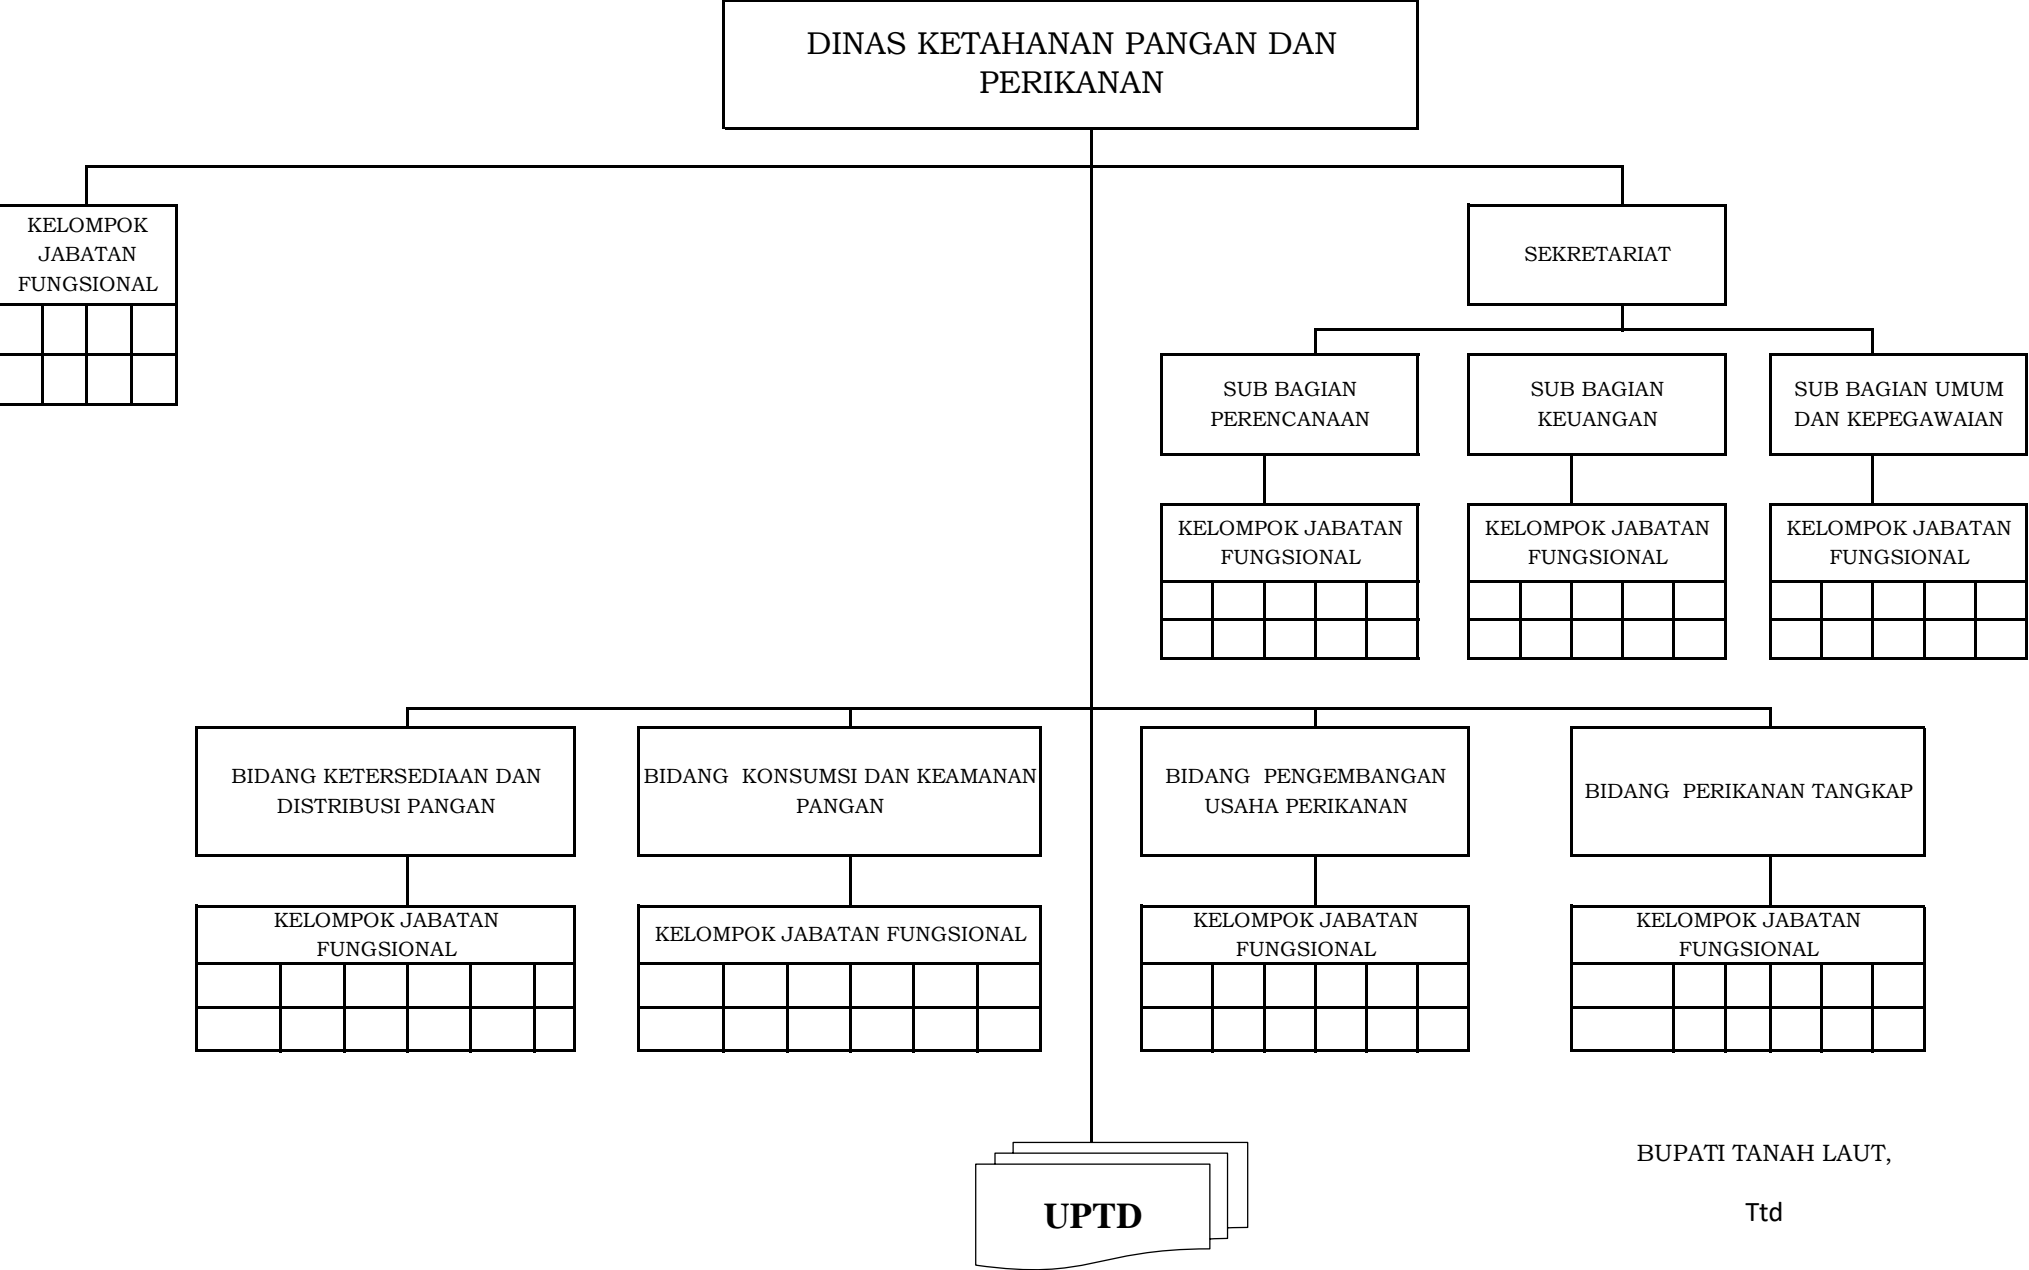 DINAS KETAHANAN PANGAN DAN
PERIKANAN
KELOMPOK
JABATAN
FUNGSIONAL
SEKRETARIAT
SUB BAGIAN
PERENCANAAN
SUB BAGIAN
KEUANGAN
SUB BAGIAN UMUM
DAN KEPEGAWAIAN
KELOMPOK JABATAN
FUNGSIONAL
KELOMPOK JABATAN
FUNGSIONAL
KELOMPOK JABATAN
FUNGSIONAL
BIDANG KETERSEDIAAN DAN
DISTRIBUSI PANGAN
BIDANG KONSUMSI DAN KEAMANAN
PANGAN
BIDANG PENGEMBANGAN
USAHA PERIKANAN
BIDANG PERIKANAN TANGKAP
KELOMPOK JABATAN
FUNGSIONAL
KELOMPOK JABATAN FUNGSIONAL
KELOMPOK JABATAN
FUNGSIONAL
KELOMPOK JABATAN
FUNGSIONAL
UPTD
BUPATI TANAH LAUT,
Ttd